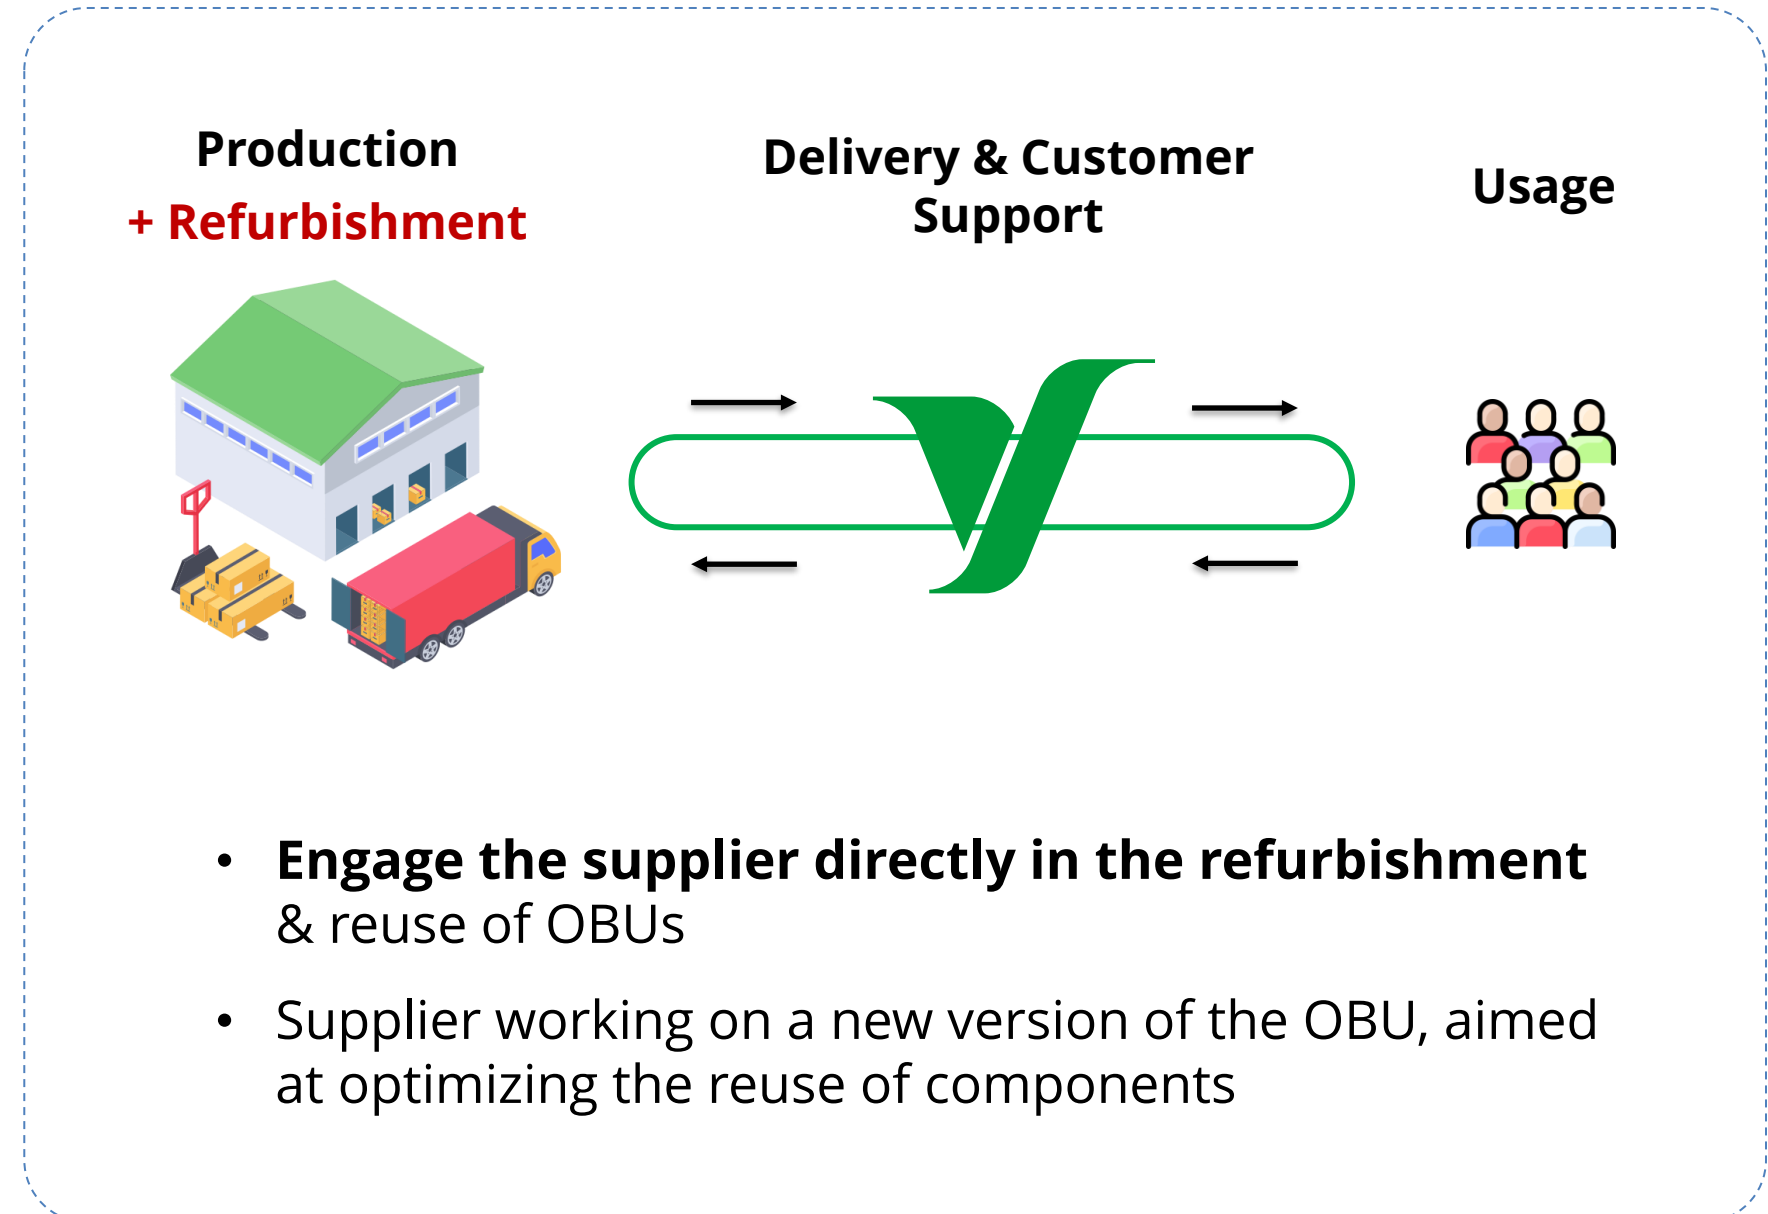 Production
+ Refurbishment
Delivery & Customer
Support
Usage
• Engage the supplier directly in the refurbishment
& reuse of OBUs
• Supplier working on a new version of the OBU, aimed
at optimizing the reuse of components